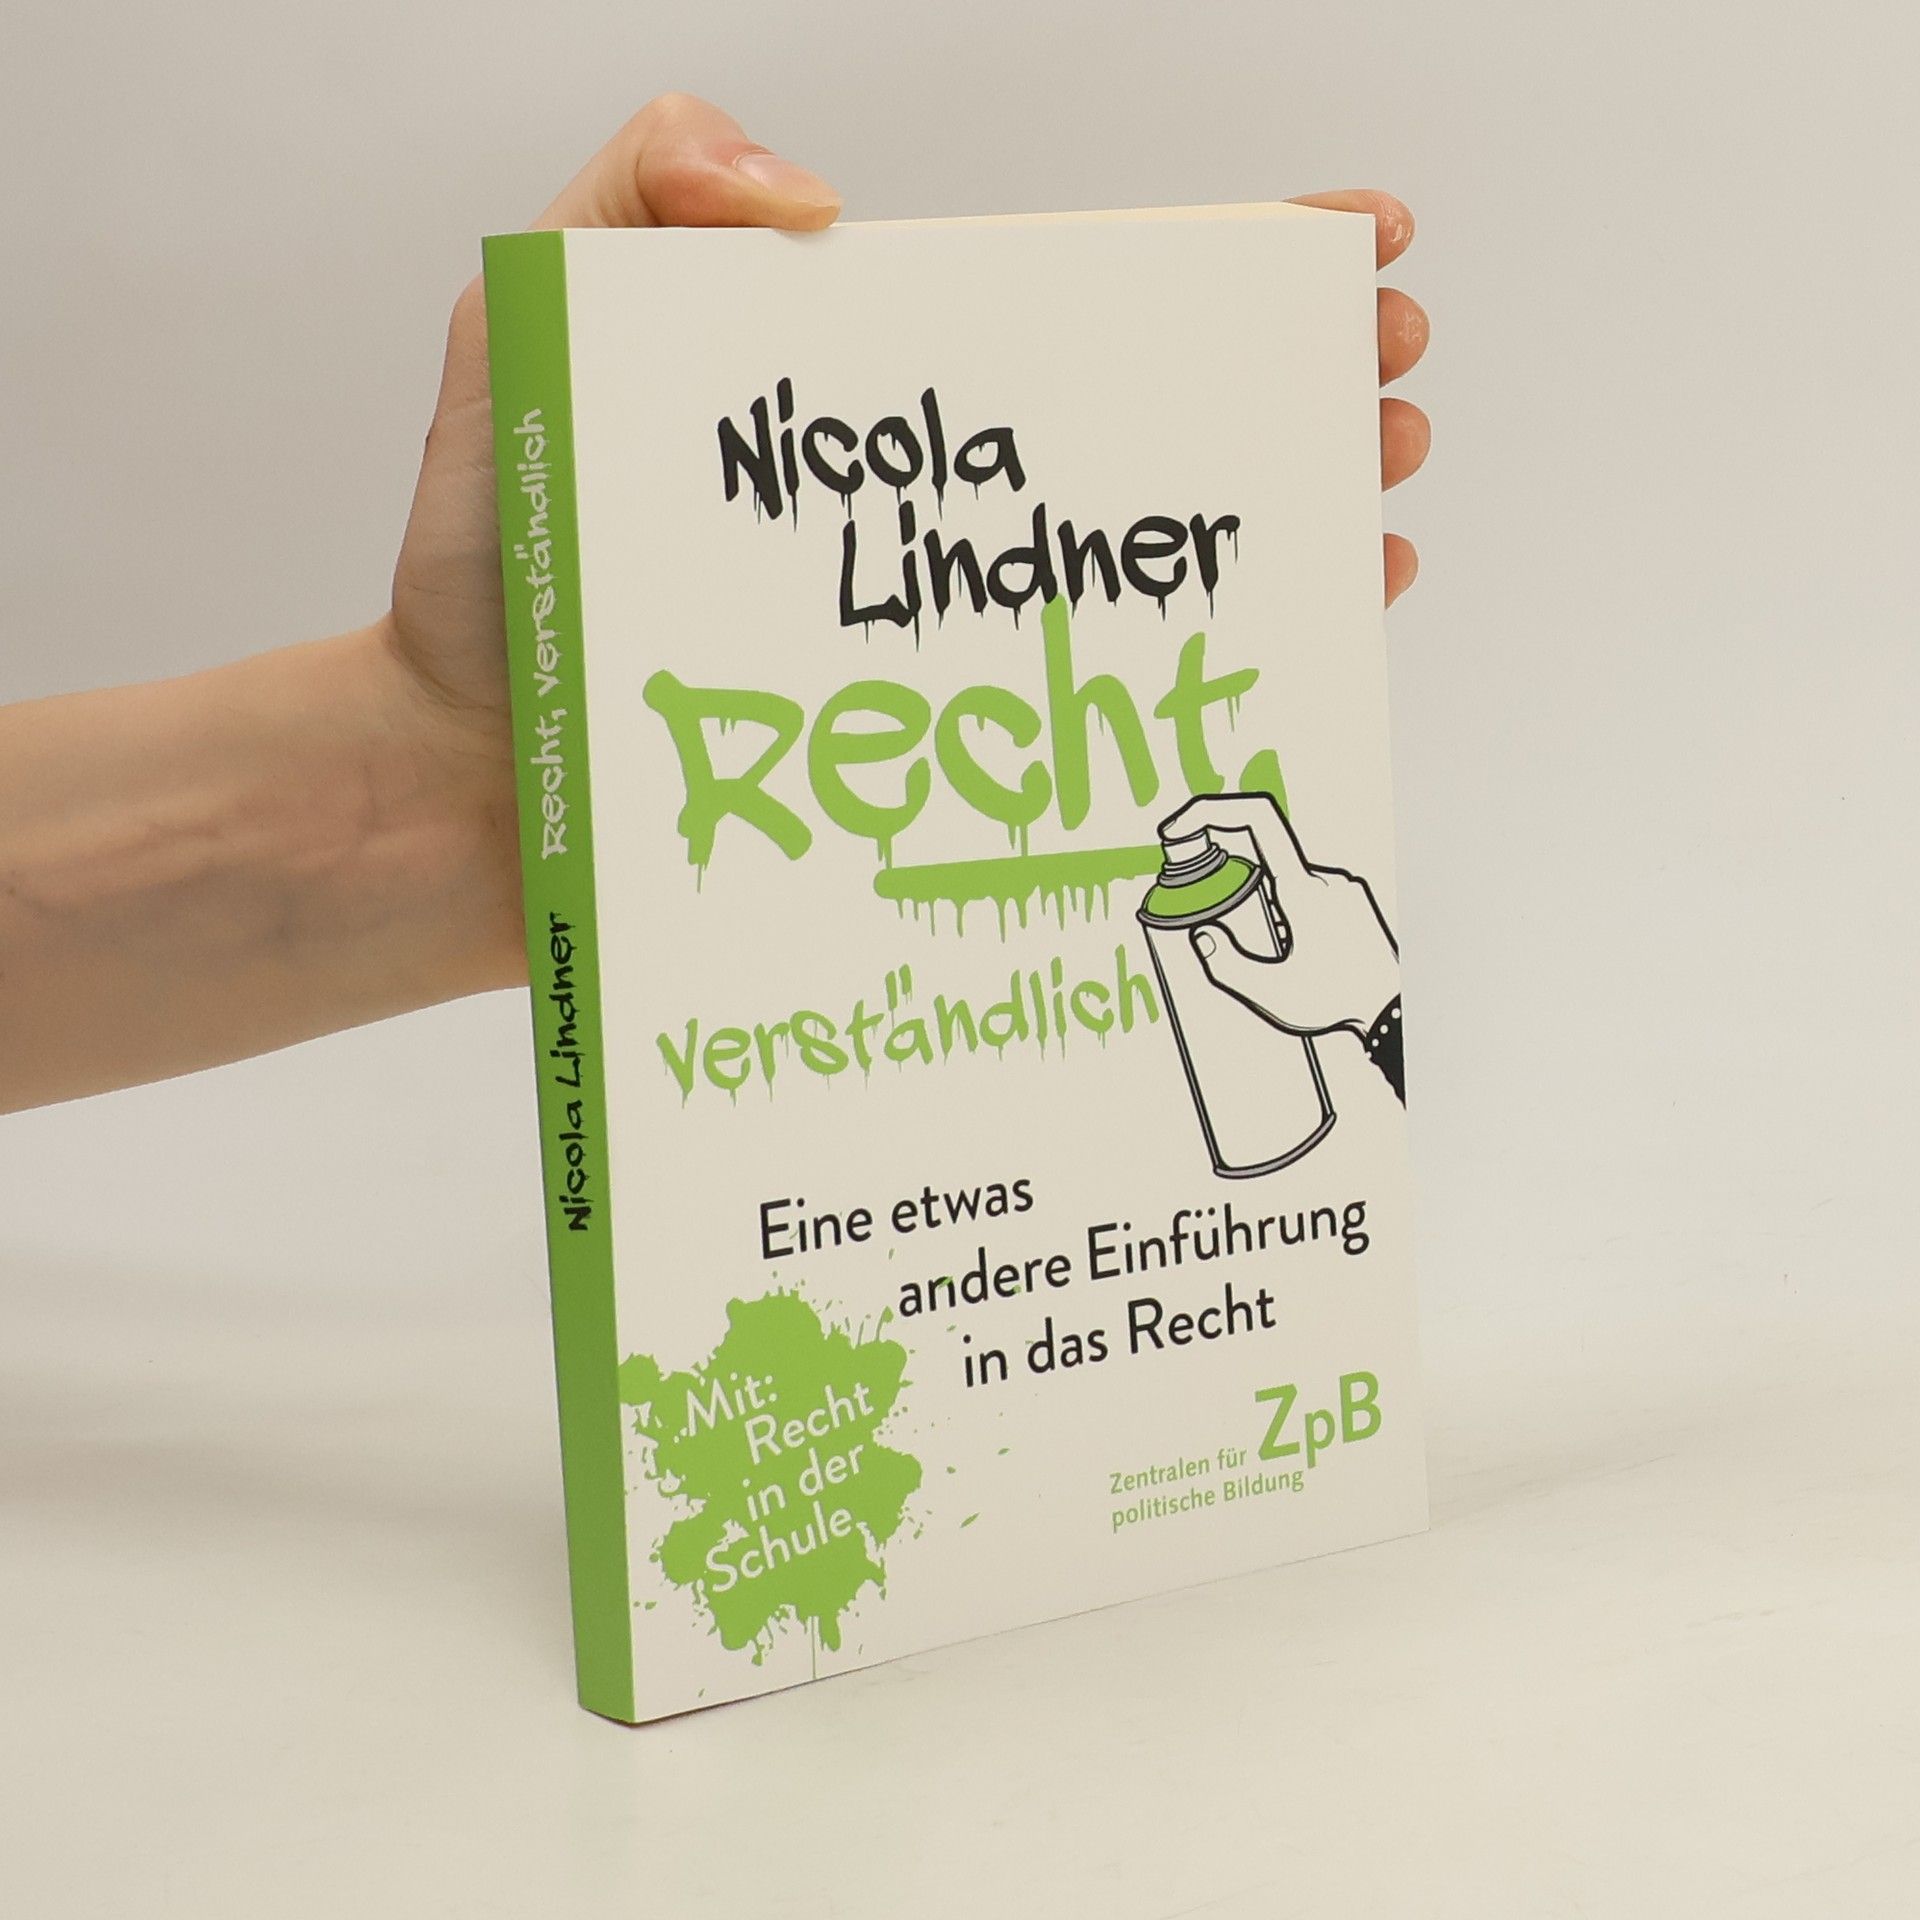 Nicola Lindner Recht, verständlich
Nicola
Lindner
Recht,
verständlich
Eine etwas
andere Einführung
in das Recht
Mit:
Recht
in der
Schule
Zentralen für ZpB
politische Bildung